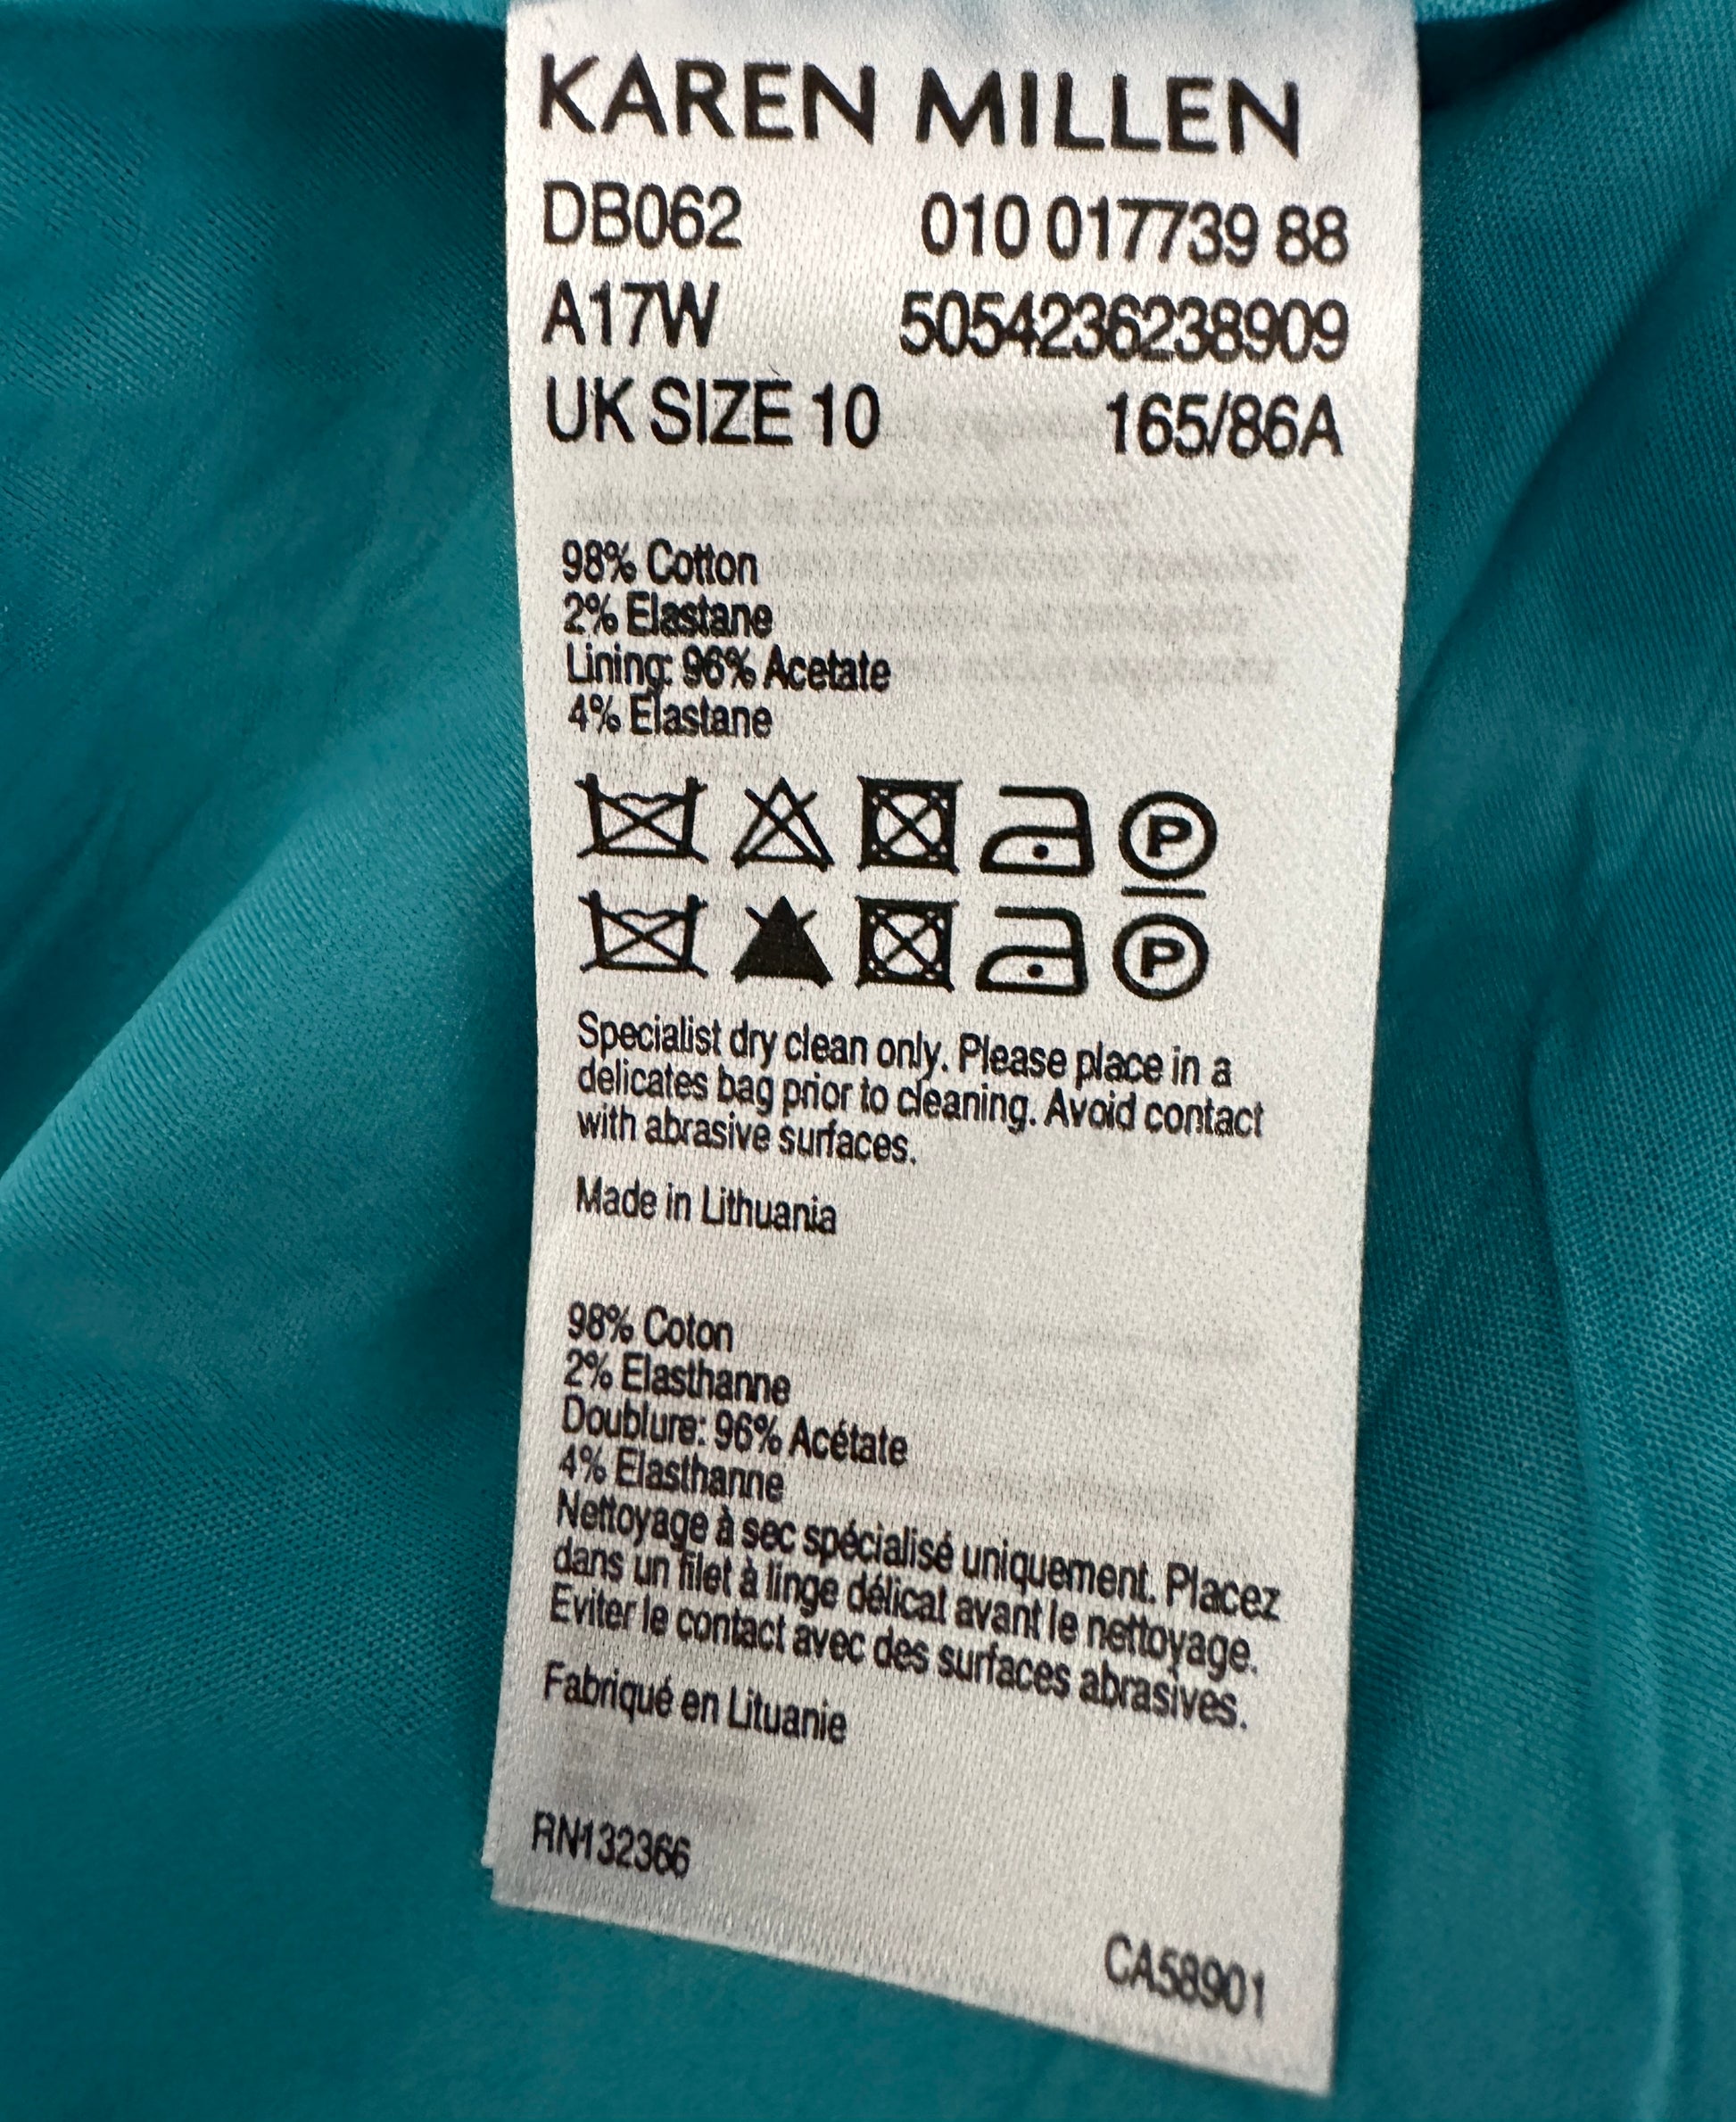 KAREN MILLEN
DB062 010 017739 88
A17W 5054236238909
UK SIZE 10 165/86A
98% Cotton
2% Elastane
Lining: 96% Acetate
4% Elastane
P
P
Specialist dry clean only. Please place in a
delicates bag prior to cleaning. Avoid contact
with abrasive surfaces.
Made in Lithuania
98% Coton
2% Elasthanne
Doublure: 96% Acétate
4% Elasthanne
Nettoyage à sec spécialisé uniquement. Placez
dans un filet à linge délicat avant le nettoyage.
Eviter le contact avec des surfaces abrasives.
Fabriqué en Lituanie
RN132366
CA58901